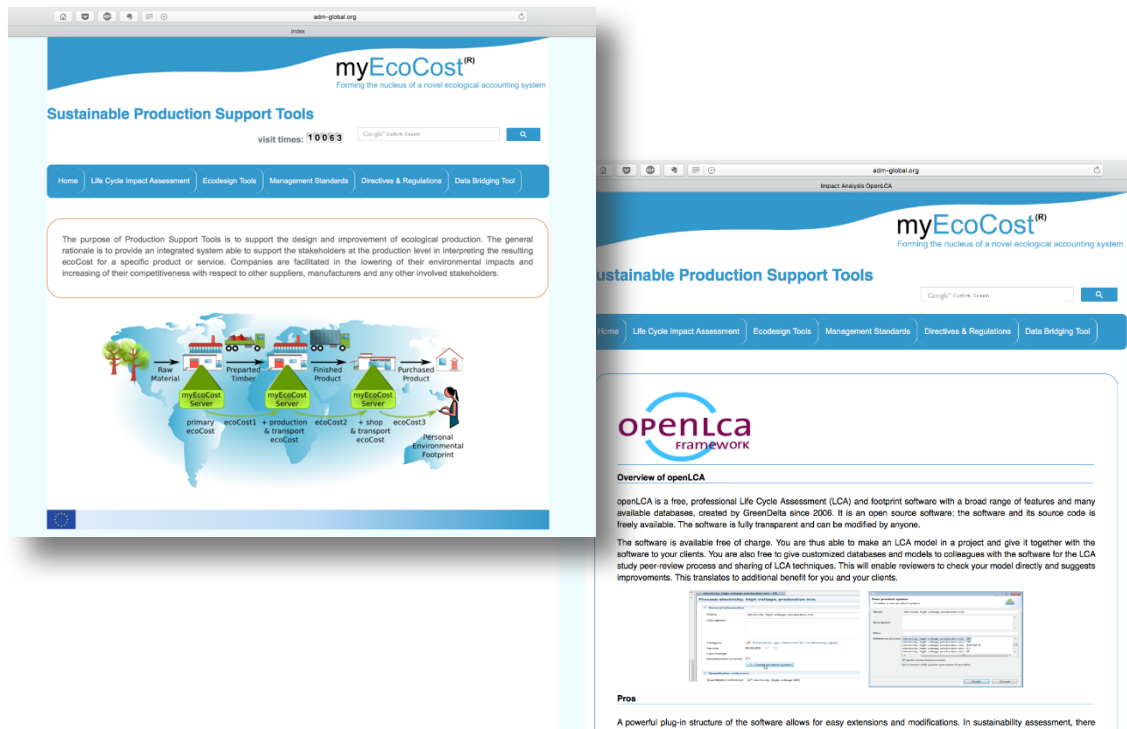 adm-global.org
index
myEcoCost(R)
Forming the nucleus of a novel ecological accounting system
Sustainable Production Support Tools
visit times: 10063
Google™ Custom Search
Home
Life Cycle Impact Assessment
Ecodesign Tools
Management Standards
Directives & Regulations
Data Bridging Tool
The purpose of Production Support Tools is to support the design and improvement of ecological production. The general
rationale is to provide an integrated system able to support the stakeholders at the production level in interpreting the resulting
ecoCost for a specific product or service. Companies are facilitated in the lowering of their environmental impacts and
increasing of their competitiveness with respect to other suppliers, manufacturers and any other involved stakeholders.
Raw
Material
Preparted
Timber
Finished
Product
Purchased
Product
myEcoCost
Server
myEcoCost
Server
myEcoCost
Server
primary
ecoCost
ecoCost1
+ production
& transport
ecoCost
ecoCost2
+ shop
& transport
ecoCost
ecoCost3
Personal
Environmental
Footprint
adm-global.org
Impact Analysis OpenLCA
myEcoCost(R)
Forming the nucleus of a novel ecological accounting system
ustainable Production Support Tools
Google™ Custom Search
Home
Life Cycle Impact Assessment
Ecodesign Tools
Management Standards
Directives & Regulations
Data Bridging Tool
openLca
FRAMEWORK
Overview of openLCA
openLCA is a free, professional Life Cycle Assessment (LCA) and footprint software with a broad range of features and many
available databases, created by GreenDelta since 2006. It is an open source software; the software and its source code is
freely available. The software is fully transparent and can be modified by anyone.
The software is available free of charge. You are thus able to make an LCA model in a project and give it together with the
software to your clients. You are also free to give customized databases and models to colleagues with the software for the LCA
study peer-review process and sharing of LCA techniques. This will enable reviewers to check your model directly and suggests
improvements. This translates to additional benefit for you and your clients.
Process electricity, high voltage, production mix
Pros
A powerful plug-in structure of the software allows for easy extensions and modifications. In sustainability assessment, there